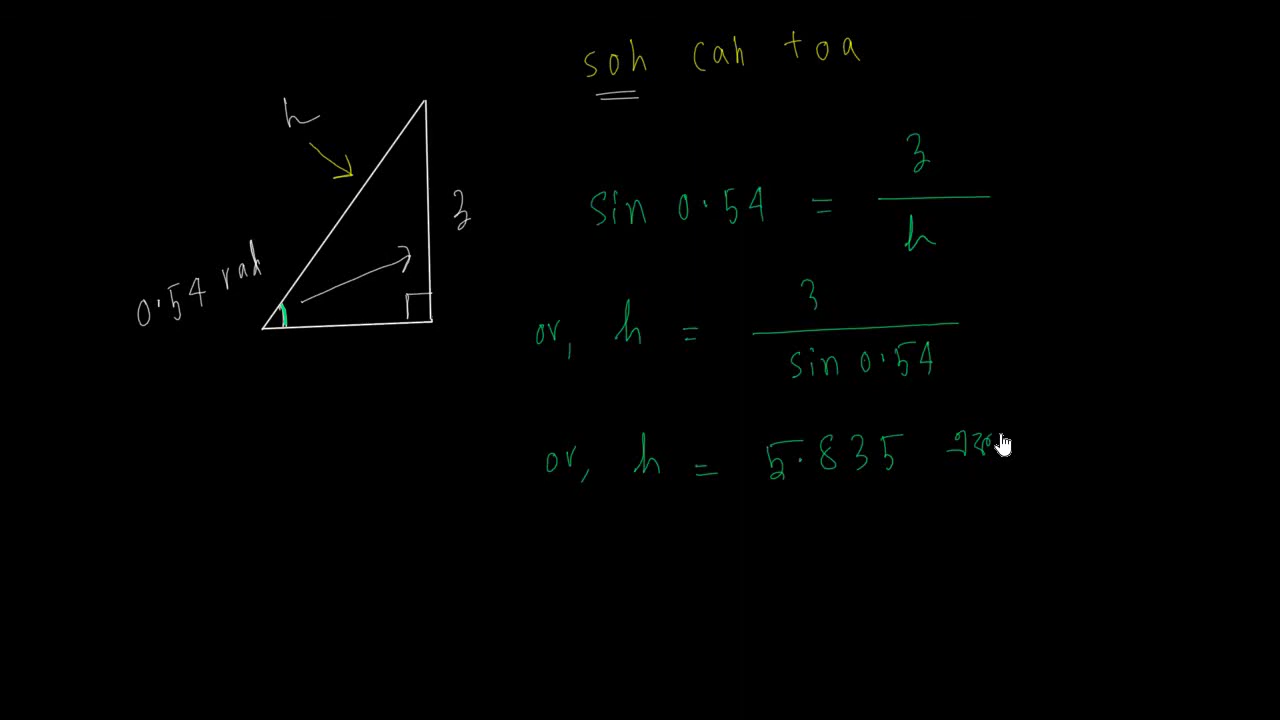 soh cah toa
h
3
0.54 rad
sin 0.54 = 3/h
or, h = 3/sin 0.54
or, h = 5.835 একক